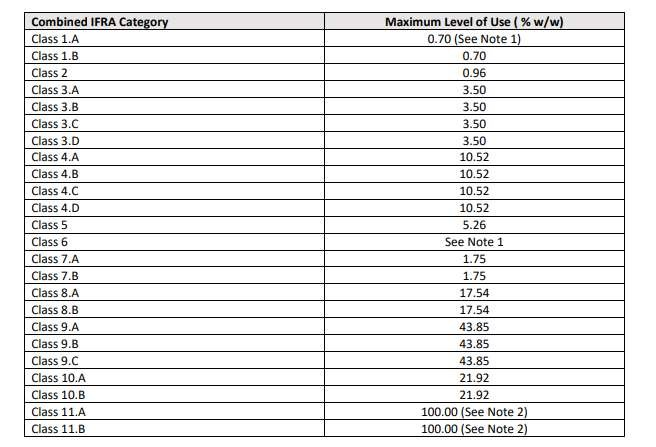 Combined IFRA Category Maximum Level of Use ( % w/w)
Class 1.A 0.70 (See Note 1)
Class 1.B 0.70
Class 2 0.96
Class 3.A 3.50
Class 3.B 3.50
Class 3.C 3.50
Class 3.D 3.50
Class 4.A 10.52
Class 4.B 10.52
Class 4.C 10.52
Class 4.D 10.52
Class 5 5.26
Class 6 See Note 1
Class 7.A 1.75
Class 7.B 1.75
Class 8.A 17.54
Class 8.B 17.54
Class 9.A 43.85
Class 9.B 43.85
Class 9.C 43.85
Class 10.A 21.92
Class 10.B 21.92
Class 11.A 100.00 (See Note 2)
Class 11.B 100.00 (See Note 2)